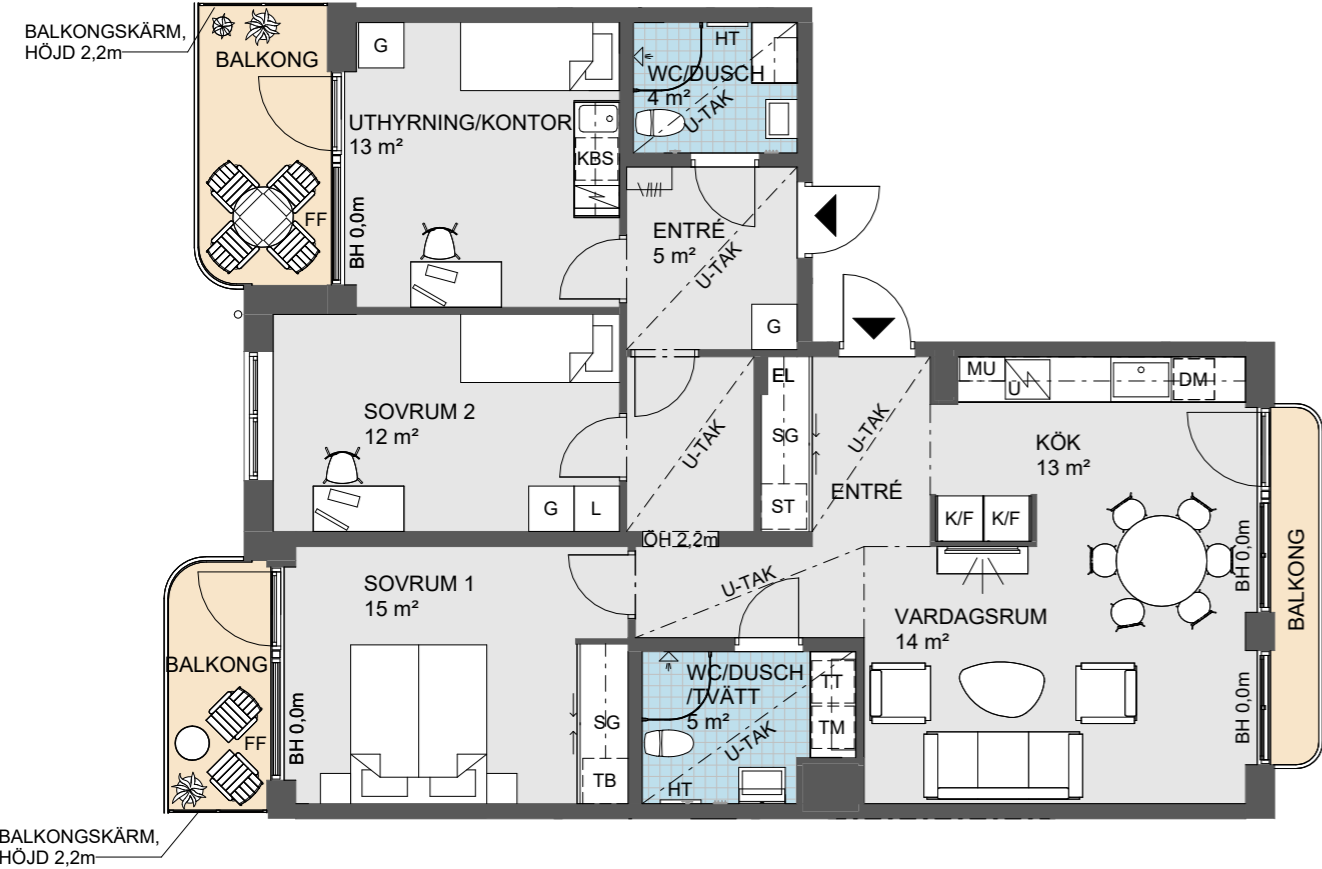 BALKONGSKÄRM,
HÖJD 2,2m
BALKONG
FF
BH 0,0m
G
UTHYRNING/KONTOR
13 m²
KBS
HT
WC/DUSCH
4 m²
U-TAK
ENTRÉ
5 m²
U-TAK
G
SOVRUM 2
12 m²
G
L
U-TAK
EL
SG
ST
U-TAK
ENTRÉ
MU
U
DM
KÖK
13 m²
K/F
K/F
BH 0,0m
BALKONG
ÖH 2,2m
U-TAK
SOVRUM 1
15 m²
BALKONG
FF
BH 0,0m
SG
TB
WC/DUSCH
/TVÄTT
5 m²
U-TAK
HT
TT
TM
VARDAGSRUM
14 m²
BH 0,0m
BALKONGSKÄRM,
HÖJD 2,2m